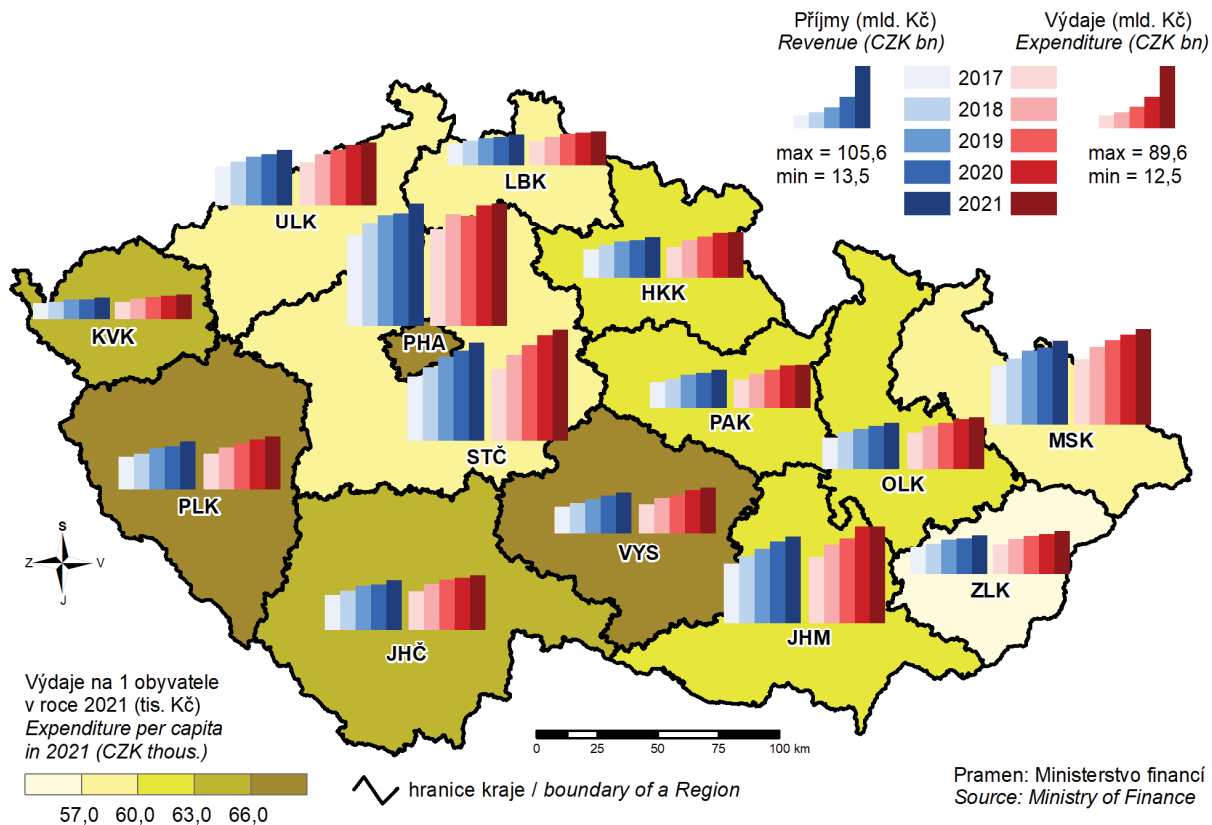 Příjmy (mld. Kč)
Revenue (CZK bn)
Výdaje (mld. Kč)
Expenditure (CZK bn)
2017
2018
2019
2020
2021
max = 105,6
min = 13,5
max = 89,6
min = 12,5
ULK
LBK
HKK
KVK
PHA
PAK
MSK
STČ
PLK
OLK
VYS
ZLK
JHM
JHČ
S
Z
V
J
Výdaje na 1 obyvatele
v roce 2021 (tis. Kč)
Expenditure per capita
in 2021 (CZK thous.)
57,0 60,0 63,0 66,0
hranice kraje / boundary of a Region
0 25 50 75 100 km
Pramen: Ministerstvo financí
Source: Ministry of Finance